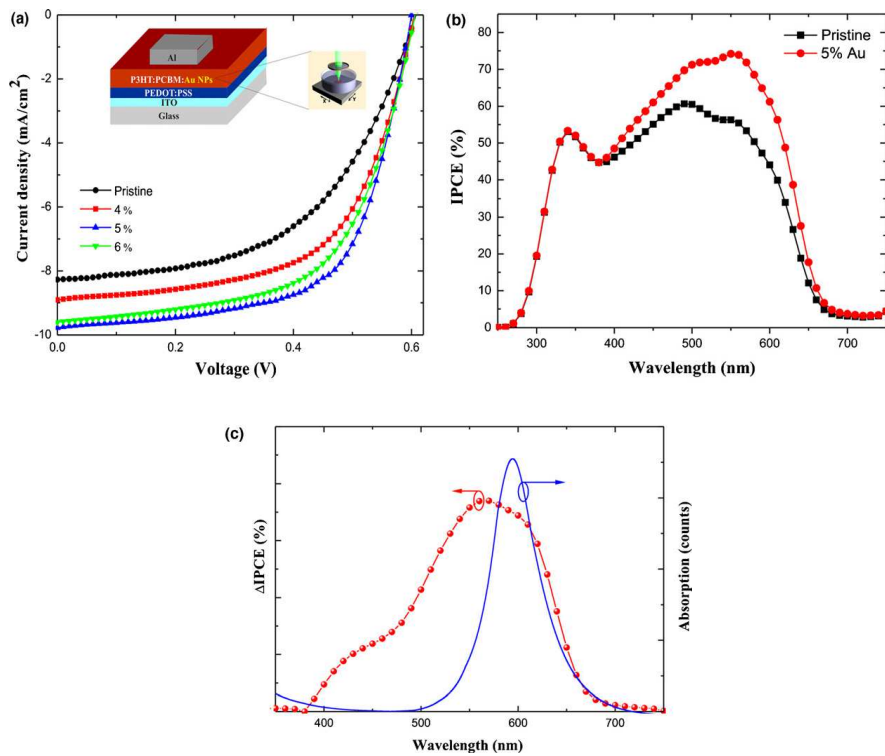 (a)
Al
P3HT:PCBM:Au NPs
PEDOT:PSS
ITO
Glass
Pristine
4 %
5 %
6 %
0
-2
-4
-6
-8
-10
0.0 0.2 0.4 0.6
Current density (mA/cm²)
Voltage (V)
(b)
Pristine
5% Au
80
70
60
50
40
30
20
10
0
300 400 500 600 700
IPCE (%)
Wavelength (nm)
(c)
ΔIPCE (%)
Absorption (counts)
400 500 600 700
Wavelength (nm)